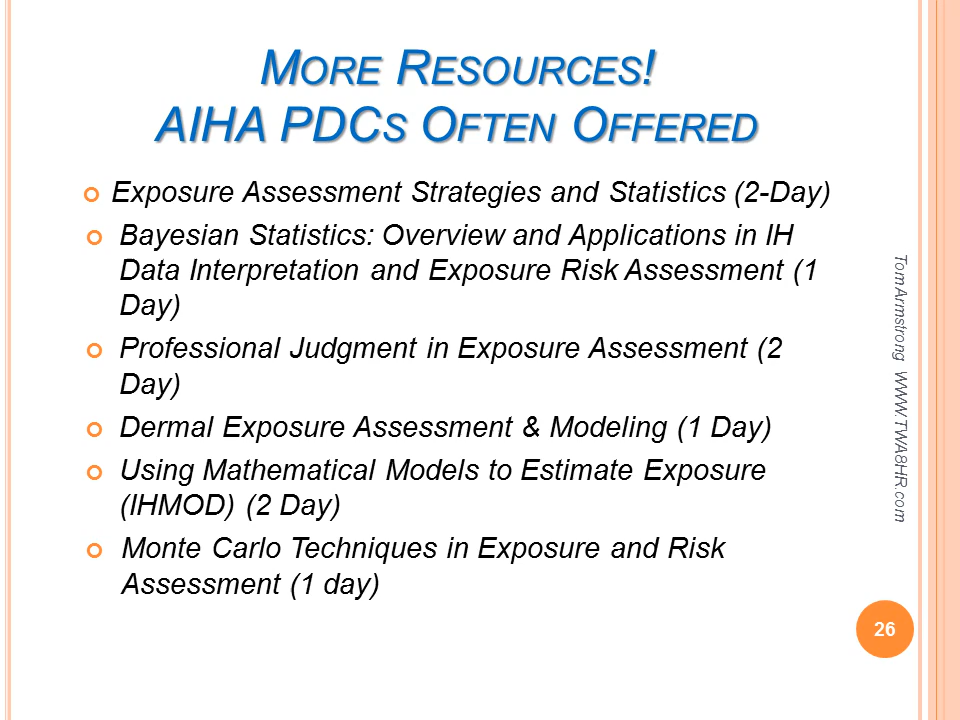 MORE RESOURCES!
AIHA PDCS OFTEN OFFERED
Exposure Assessment Strategies and Statistics (2-Day)
Bayesian Statistics: Overview and Applications in IH
Data Interpretation and Exposure Risk Assessment (1
Day)
Professional Judgment in Exposure Assessment (2
Day)
Dermal Exposure Assessment & Modeling (1 Day)
Using Mathematical Models to Estimate Exposure
(IHMOD) (2 Day)
Monte Carlo Techniques in Exposure and Risk
Assessment (1 day)
Tom Armstrong WWW.TWA8HR.com
26